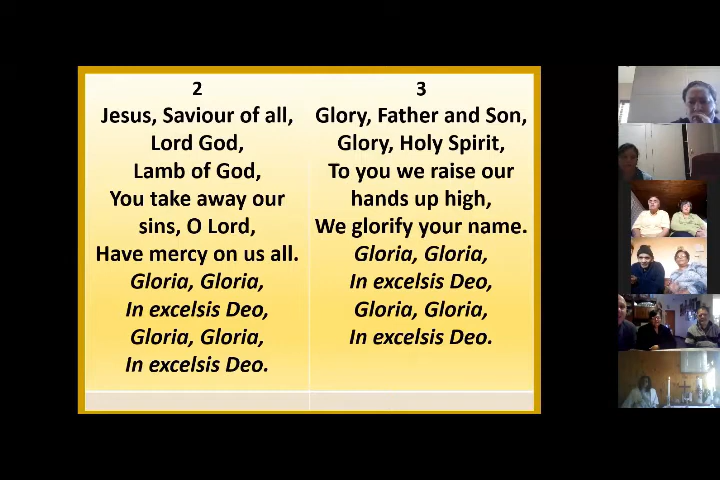 2
Jesus, Saviour of all,
Lord God,
Lamb of God,
You take away our
sins, O Lord,
Have mercy on us all.
Gloria, Gloria,
In excelsis Deo,
Gloria, Gloria,
In excelsis Deo.
3
Glory, Father and Son,
Glory, Holy Spirit,
To you we raise our
hands up high,
We glorify your name.
Gloria, Gloria,
In excelsis Deo,
Gloria, Gloria,
In excelsis Deo.